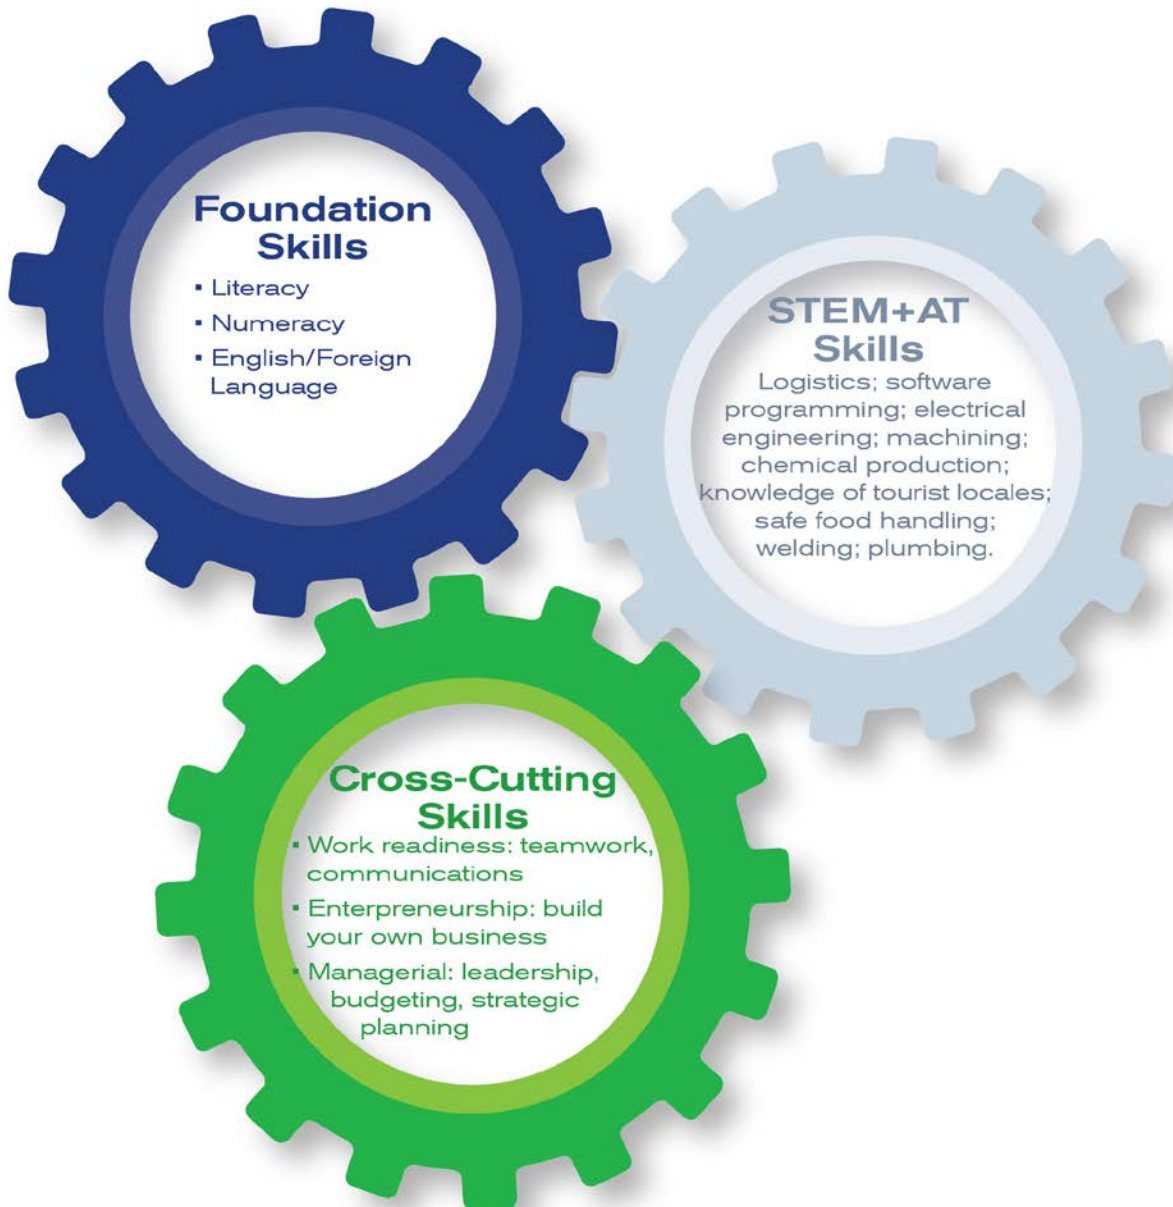 Foundation
Skills
▪ Literacy
▪ Numeracy
▪ English/Foreign
Language
STEM+AT
Skills
Logistics; software
programming; electrical
engineering; machining;
chemical production;
knowledge of tourist locales;
safe food handling;
welding; plumbing.
Cross-Cutting
Skills
▪ Work readiness: teamwork,
communications
▪ Enterpreneurship: build
your own business
▪ Managerial: leadership,
budgeting, strategic
planning